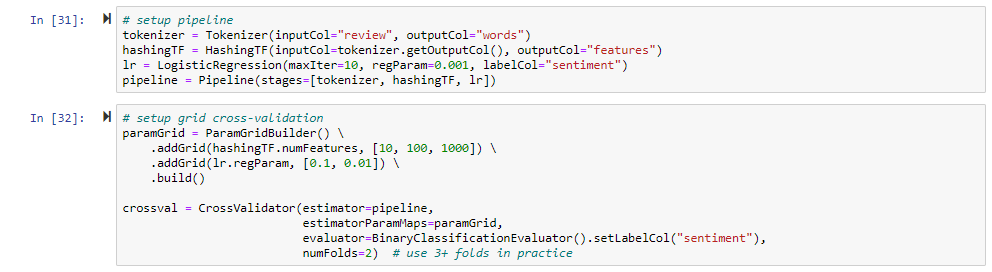 In [31]:
# setup pipeline
tokenizer = Tokenizer(inputCol="review", outputCol="words")
hashingTF = HashingTF(inputCol=tokenizer.getOutputCol(), outputCol="features")
lr = LogisticRegression(maxIter=10, regParam=0.001, labelCol="sentiment")
pipeline = Pipeline(stages=[tokenizer, hashingTF, lr])
In [32]:
# setup grid cross-validation
paramGrid = ParamGridBuilder() \
    .addGrid(hashingTF.numFeatures, [10, 100, 1000]) \
    .addGrid(lr.regParam, [0.1, 0.01]) \
    .build()

crossval = CrossValidator(estimator=pipeline,
                          estimatorParamMaps=paramGrid,
                          evaluator=BinaryClassificationEvaluator().setLabelCol("sentiment"),
                          numFolds=2)  # use 3+ folds in practice